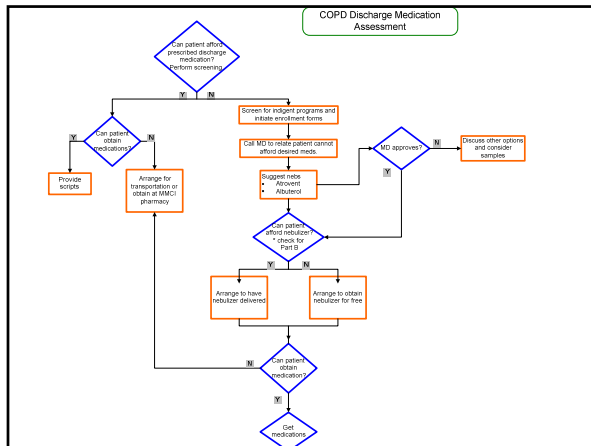 COPD Discharge Medication
Assessment
Can patient afford
prescribed discharge
medication?
Perform screening
Y
N
Can patient
obtain
medications?
Y
N
Provide
scripts
Arrange for
transportation or
obtain at MMCI
pharmacy
Screen for indigent programs and
initiate enrollment forms
Call MD to relate patient cannot
afford desired meds.
Suggest nebs
• Atrovent
• Albuterol
MD approves?
N
Y
Discuss other options
and consider
samples
Can patient
afford nebulizer?
* check for
Part B
Y
N
Arrange to have
nebulizer delivered
Arrange to obtain
nebulizer for free
Can patient
obtain
medication?
N
Y
Get
medications